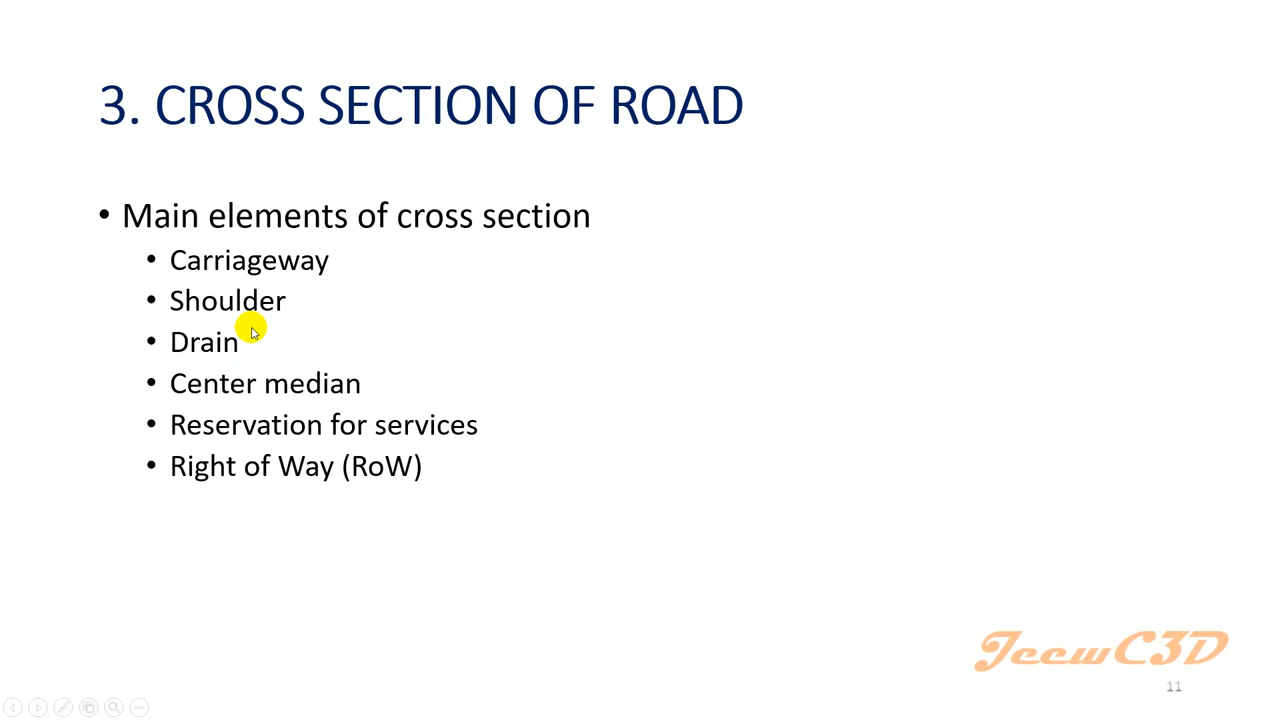 3. CROSS SECTION OF ROAD
• Main elements of cross section
• Carriageway
• Shoulder
• Drain
• Center median
• Reservation for services
• Right of Way (RoW)
JeewC3D
11